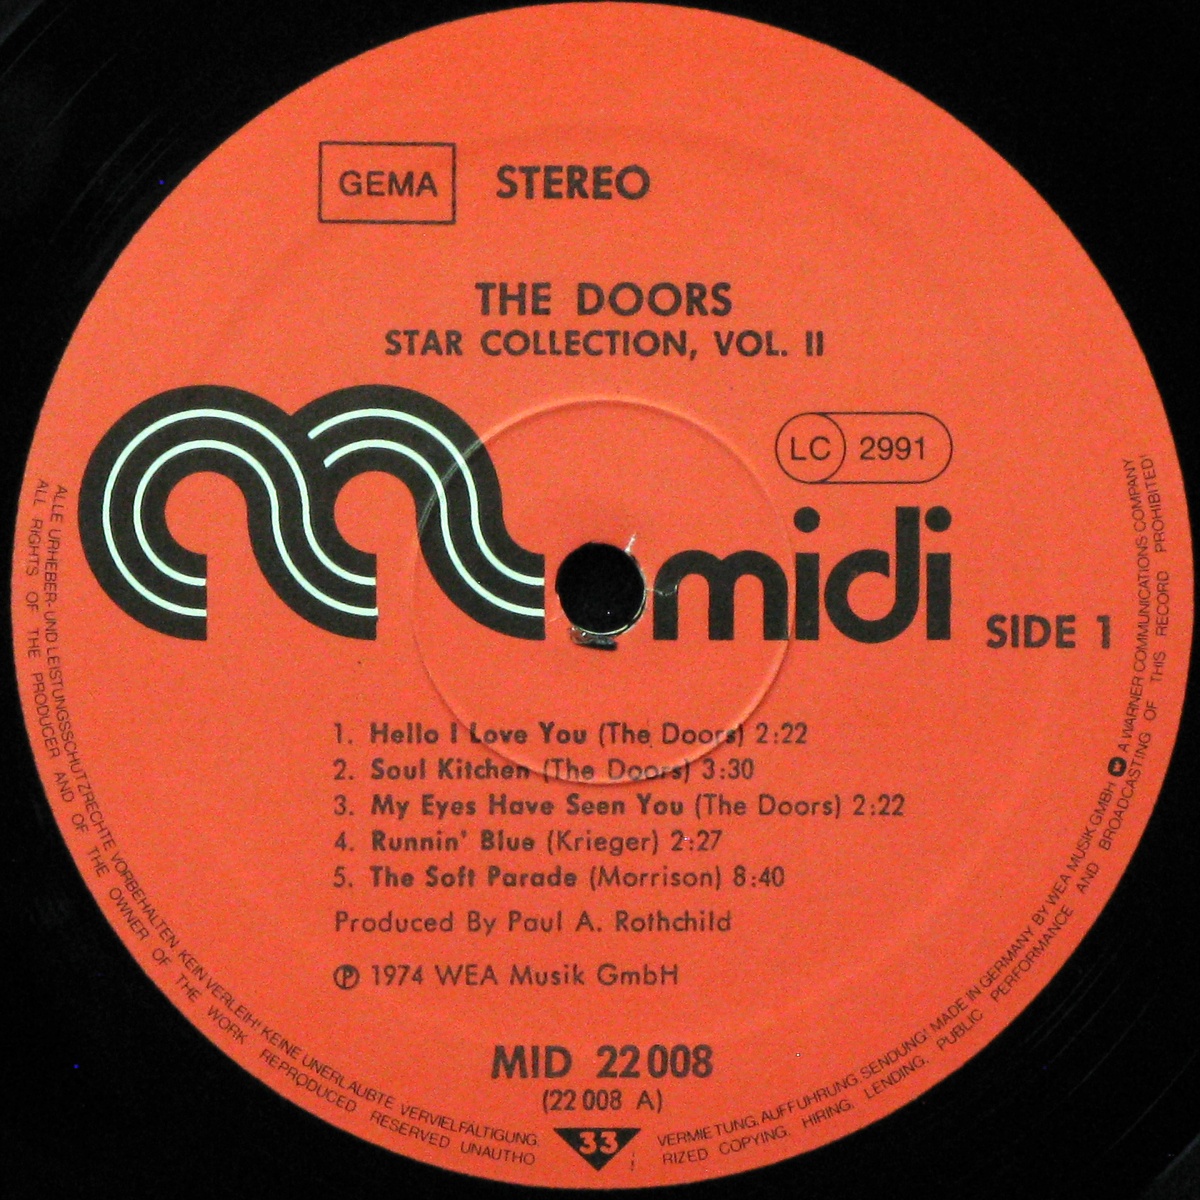 GEMA STEREO
THE DOORS
STAR COLLECTION, VOL. II
LC 2991
midi
SIDE 1
1. Hello I Love You (The Doors) 2:22
2. Soul Kitchen (The Doors) 3:30
3. My Eyes Have Seen You (The Doors) 2:22
4. Runnin' Blue (Krieger) 2:27
5. The Soft Parade (Morrison) 8:40
Produced By Paul A. Rothchild
℗ 1974 WEA Musik GmbH
MID 22 008
(22 008 A)
33
ALLE URHEBER- UND LEISTUNGSSCHUTZRECHTE VORBEHALTEN. KEIN VERLEIH! KEINE UNERLAUBTE VERVIELFALTIGUNG. VERMIETUNG. AUFFUHRUNG SENDUNG! MADE IN GERMANY BY WEA MUSIK GMBH A WARNER COMMUNICATIONS COMPANY
ALL RIGHTS OF THE PRODUCER AND OF THE OWNER OF THE WORK REPRODUCED RESERVED UNAUTHORIZED COPYING. HIRING. LENDING. PUBLIC PERFORMANCE AND BROADCASTING OF THIS RECORD PROHIBITED!